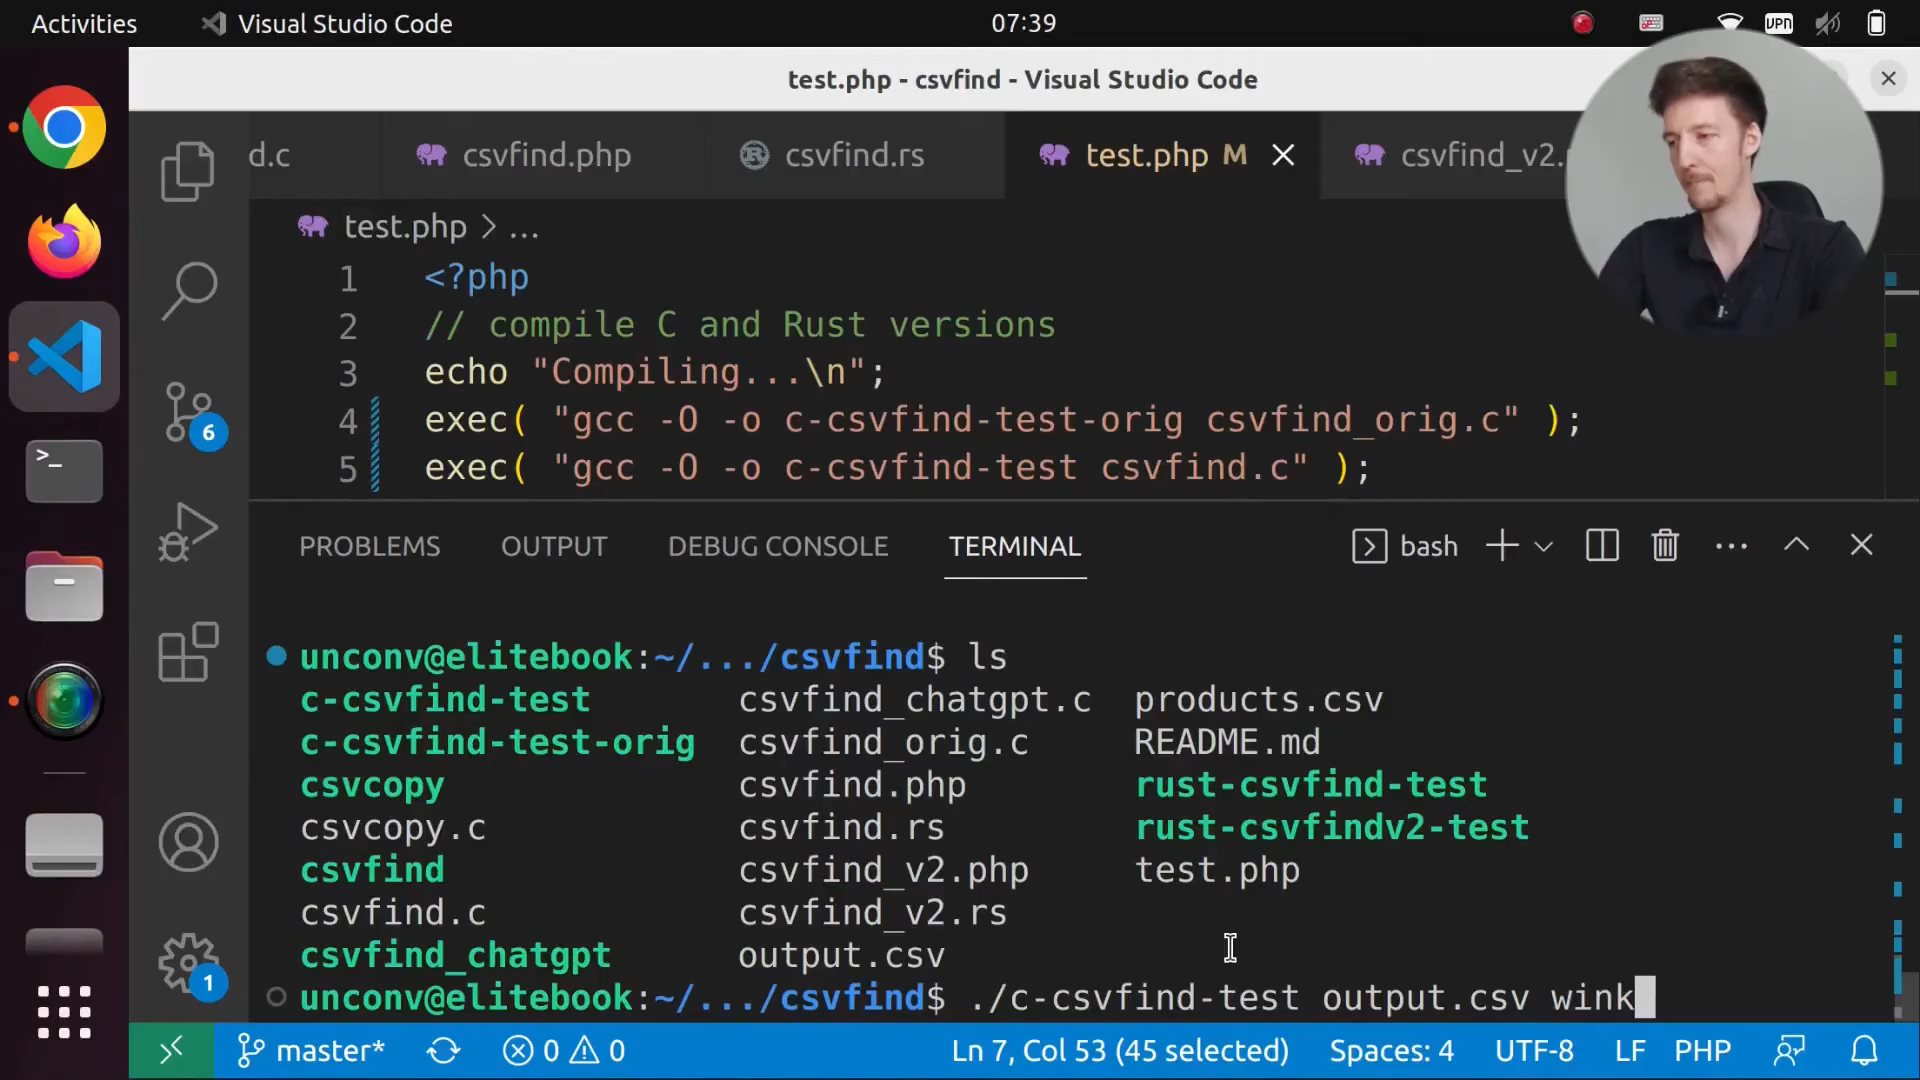 Activities Visual Studio Code 07:39 VPN
test.php - csvfind - Visual Studio Code
d.c csvfind.php csvfind.rs test.php M csvfind_v2.
test.php > ...
1 <?php
2 // compile C and Rust versions
3 echo "Compiling...\n";
4 exec( "gcc -O -o c-csvfind-test-orig csvfind_orig.c" );
5 exec( "gcc -O -o c-csvfind-test csvfind.c" );
6
PROBLEMS OUTPUT DEBUG CONSOLE TERMINAL bash
unconv@elitebook:~/.../csvfind$ ls
c-csvfind-test csvfind_chatgpt.c products.csv
c-csvfind-test-orig csvfind_orig.c README.md
csvcopy csvfind.php rust-csvfind-test
csvcopy.c csvfind.rs rust-csvfindv2-test
csvfind csvfind_v2.php test.php
csvfind.c csvfind_v2.rs
csvfind_chatgpt output.csv
1
unconv@elitebook:~/.../csvfind$ ./c-csvfind-test output.csv wink
master* 0 0 Ln 7, Col 53 (45 selected) Spaces: 4 UTF-8 LF PHP